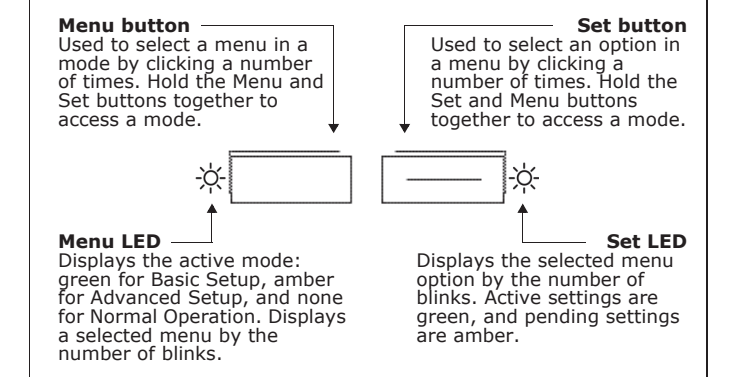 Menu button
Used to select a menu in a
mode by clicking a number
of times. Hold the Menu and
Set buttons together to
access a mode.
Set button
Used to select an option in
a menu by clicking a
number of times. Hold the
Set and Menu buttons
together to access a mode.
Menu LED
Displays the active mode:
green for Basic Setup, amber
for Advanced Setup, and none
for Normal Operation. Displays
a selected menu by the
number of blinks.
Set LED
Displays the selected menu
option by the number of
blinks. Active settings are
green, and pending settings
are amber.